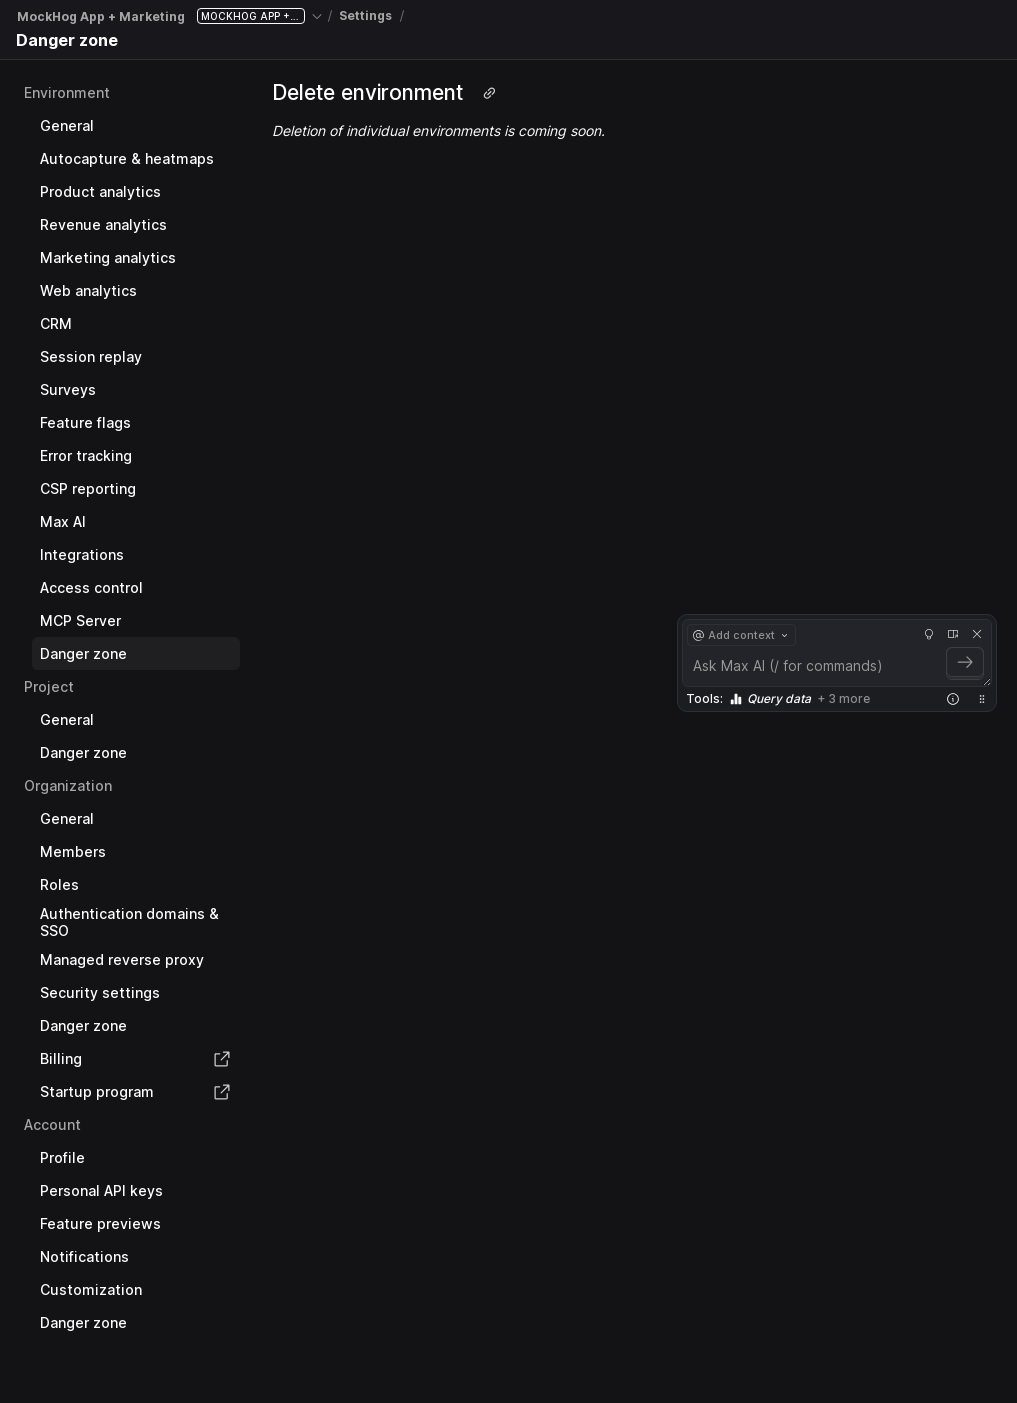 MockHog App + Marketing MOCKHOG APP +... / Settings /
Danger zone
Environment
General
Autocapture & heatmaps
Product analytics
Revenue analytics
Marketing analytics
Web analytics
CRM
Session replay
Surveys
Feature flags
Error tracking
CSP reporting
Max AI
Integrations
Access control
MCP Server
Danger zone
Project
General
Danger zone
Organization
General
Members
Roles
Authentication domains &
SSO
Managed reverse proxy
Security settings
Danger zone
Billing
Startup program
Account
Profile
Personal API keys
Feature previews
Notifications
Customization
Danger zone
Delete environment
Deletion of individual environments is coming soon.
@ Add context
Ask Max AI (/ for commands)
Tools: Query data + 3 more